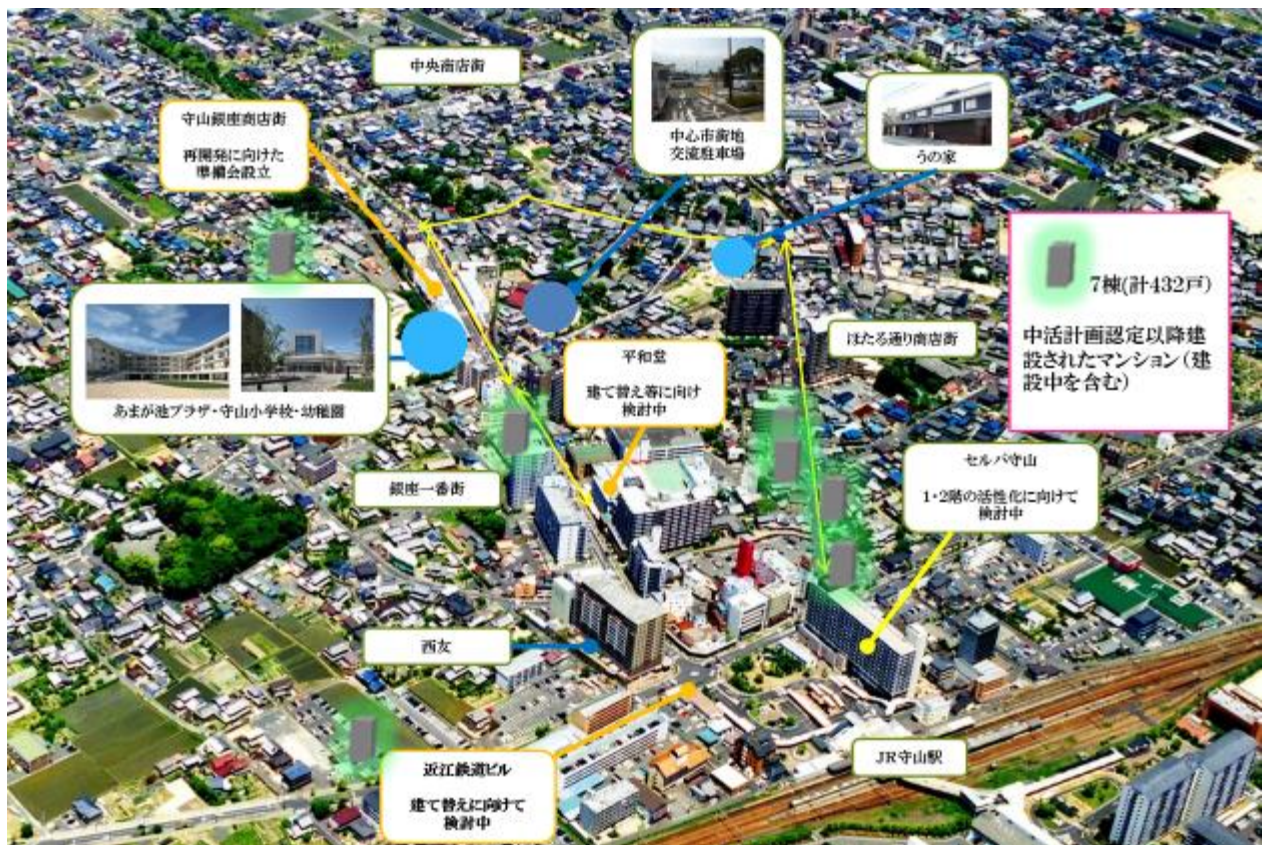 中央商店街
守山銀座商店街
再開発に向けた
準備会設立
中心市街地
交流駐車場
うの家
7棟(計432戸)
中活計画認定以降建
設されたマンション（建
設中を含む）
あまが池プラザ・守山小学校・幼稚園
平和堂
建て替え等に向け
検討中
ほたる通り商店街
銀座一番街
セルバ守山
1・2階の活性化に向けて
検討中
西友
近江鉄道ビル
建て替えに向けて
検討中
JR守山駅